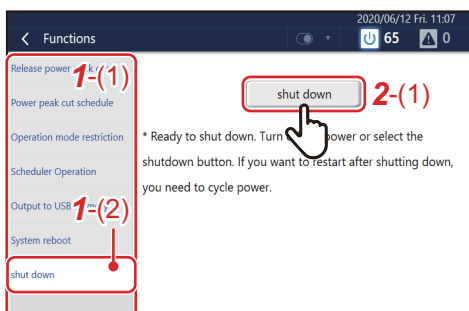 2020/06/12 Fri. 11:07
Functions
65
0
Release power
1-(1)
Power peak cut schedule
Operation mode restriction
Scheduler Operation
Output to USB
1-(2)
System reboot
shut down
shut down
2-(1)
* Ready to shut down. Turn power or select the
shutdown button. If you want to restart after shutting down,
you need to cycle power.